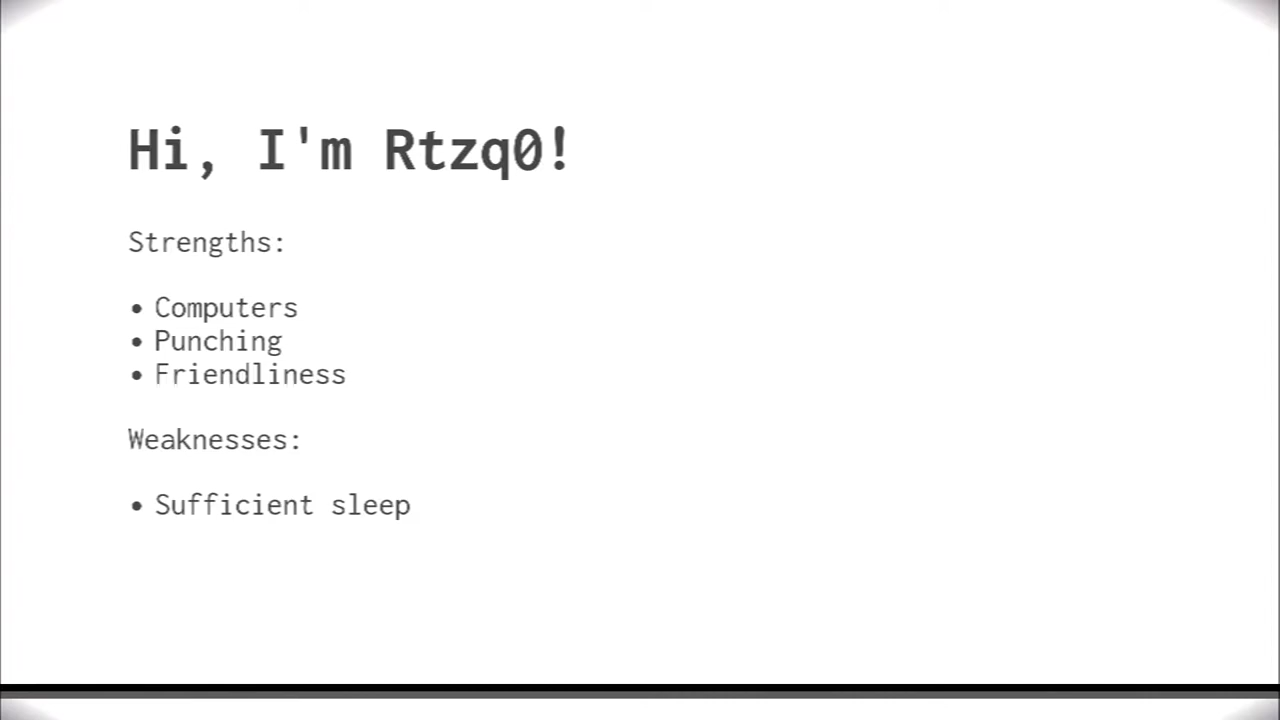 Hi, I'm Rtzq0!
Strengths:
• Computers
• Punching
• Friendliness
Weaknesses:
• Sufficient sleep